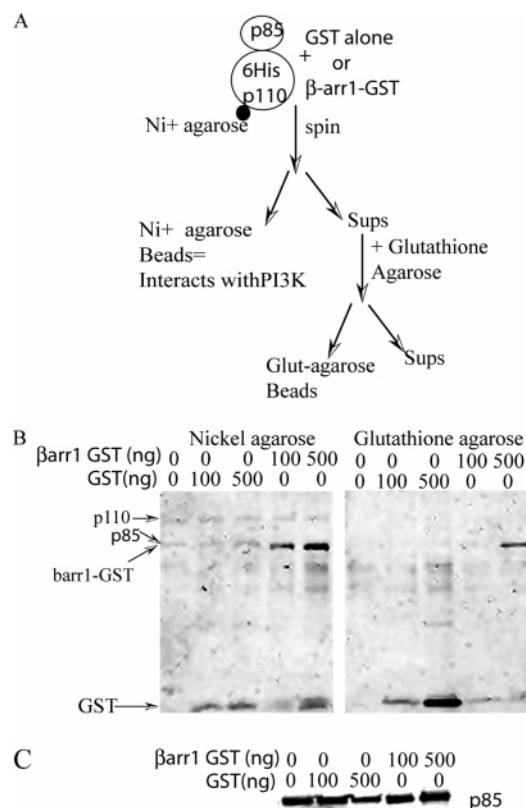 A
p85
6His
p110
+ GST alone
or
β-arr1-GST
Ni+ agarose
spin
Ni+ agarose
Beads=
Interacts withPI3K
Sups
+ Glutathione
Agarose
Glut-agarose
Beads
Sups
B
Nickel agarose
Glutathione agarose
βarr1 GST (ng) 0 0 0 100 500 0 0 0 100 500
GST(ng) 0 100 500 0 0 0 100 500 0 0
p110
p85
barr1-GST
GST
C
βarr1 GST (ng) 0 0 0 100 500
GST(ng) 0 100 500 0 0
p85